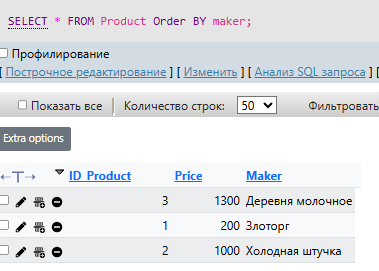 SELECT * FROM Product Order BY maker;
Профилирование
[ Построчное редактирование ] [ Изменить ] [ Анализ SQL запроса ] [
Показать все Количество строк: 50 Фильтровать
Extra options
←T→ ID_Product Price Maker
3 1300 Деревня молочное
1 200 Злоторг
2 1000 Холодная штучка